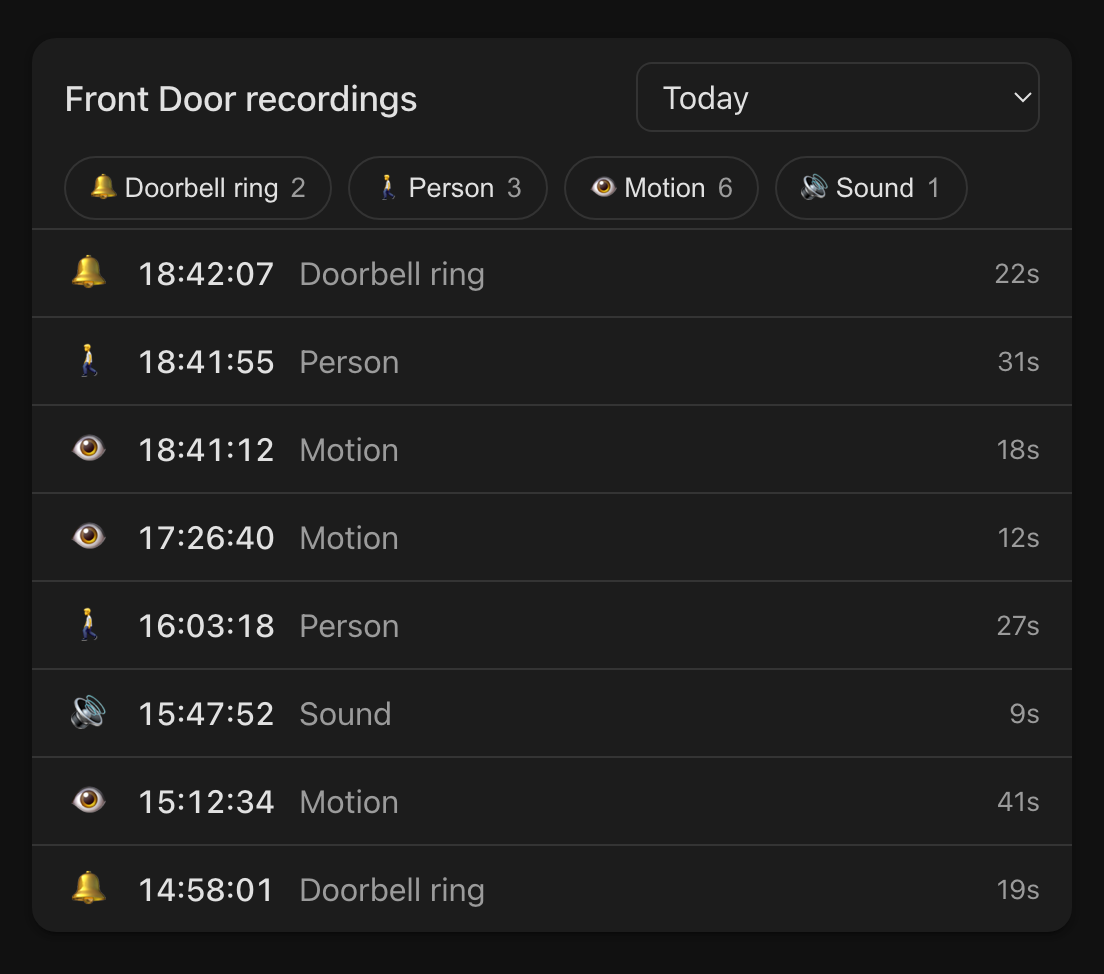 Front Door recordings Today
🔔 Doorbell ring 2 🚶 Person 3 👁️ Motion 6 🔊 Sound 1
🔔 18:42:07 Doorbell ring 22s
🚶 18:41:55 Person 31s
👁️ 18:41:12 Motion 18s
👁️ 17:26:40 Motion 12s
🚶 16:03:18 Person 27s
🔊 15:47:52 Sound 9s
👁️ 15:12:34 Motion 41s
🔔 14:58:01 Doorbell ring 19s